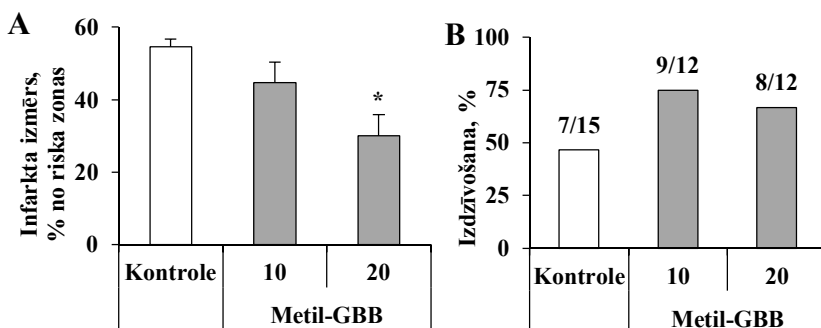 A
Infarkta izmērs,
% no riska zonas
60
40
20
0
*
Kontrole
10
20
Metil-GBB
B
Izdzīvošana, %
100
75
50
25
0
7/15
9/12
8/12
Kontrole
10
20
Metil-GBB